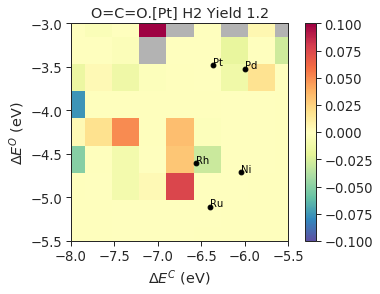 O=C=O.[Pt] H2 Yield 1.2
−3.0
−3.5
−4.0
−4.5
−5.0
−5.5
ΔE^O (eV)
Pt
Pd
Rh
Ni
Ru
−8.0 −7.5 −7.0 −6.5 −6.0 −5.5
ΔE^C (eV)
0.100
0.075
0.050
0.025
0.000
−0.025
−0.050
−0.075
−0.100